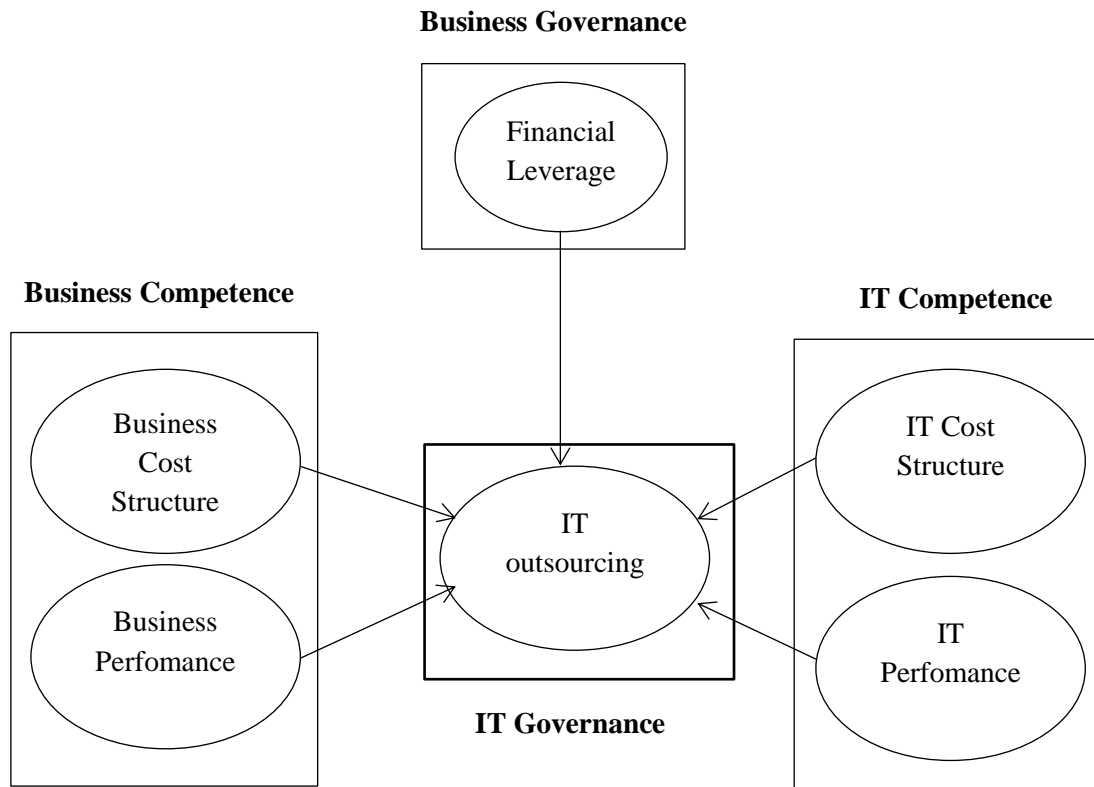 Business Governance
Financial
Leverage
Business Competence
IT Competence
Business
Cost
Structure
IT Cost
Structure
IT
outsourcing
Business
Perfomance
IT
Perfomance
IT Governance